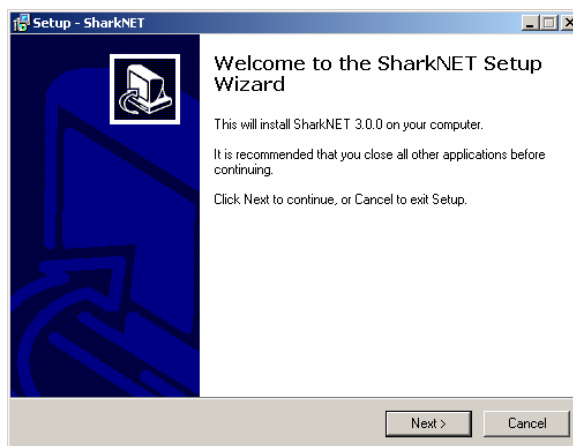 Setup - SharkNET
Welcome to the SharkNET Setup
Wizard
This will install SharkNET 3.0.0 on your computer.
It is recommended that you close all other applications before
continuing.
Click Next to continue, or Cancel to exit Setup.
Next >
Cancel